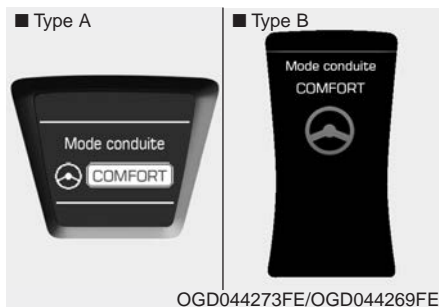 ■ Type A
Mode conduite
COMFORT
■ Type B
Mode conduite
COMFORT
OGD044273FE/OGD044269FE